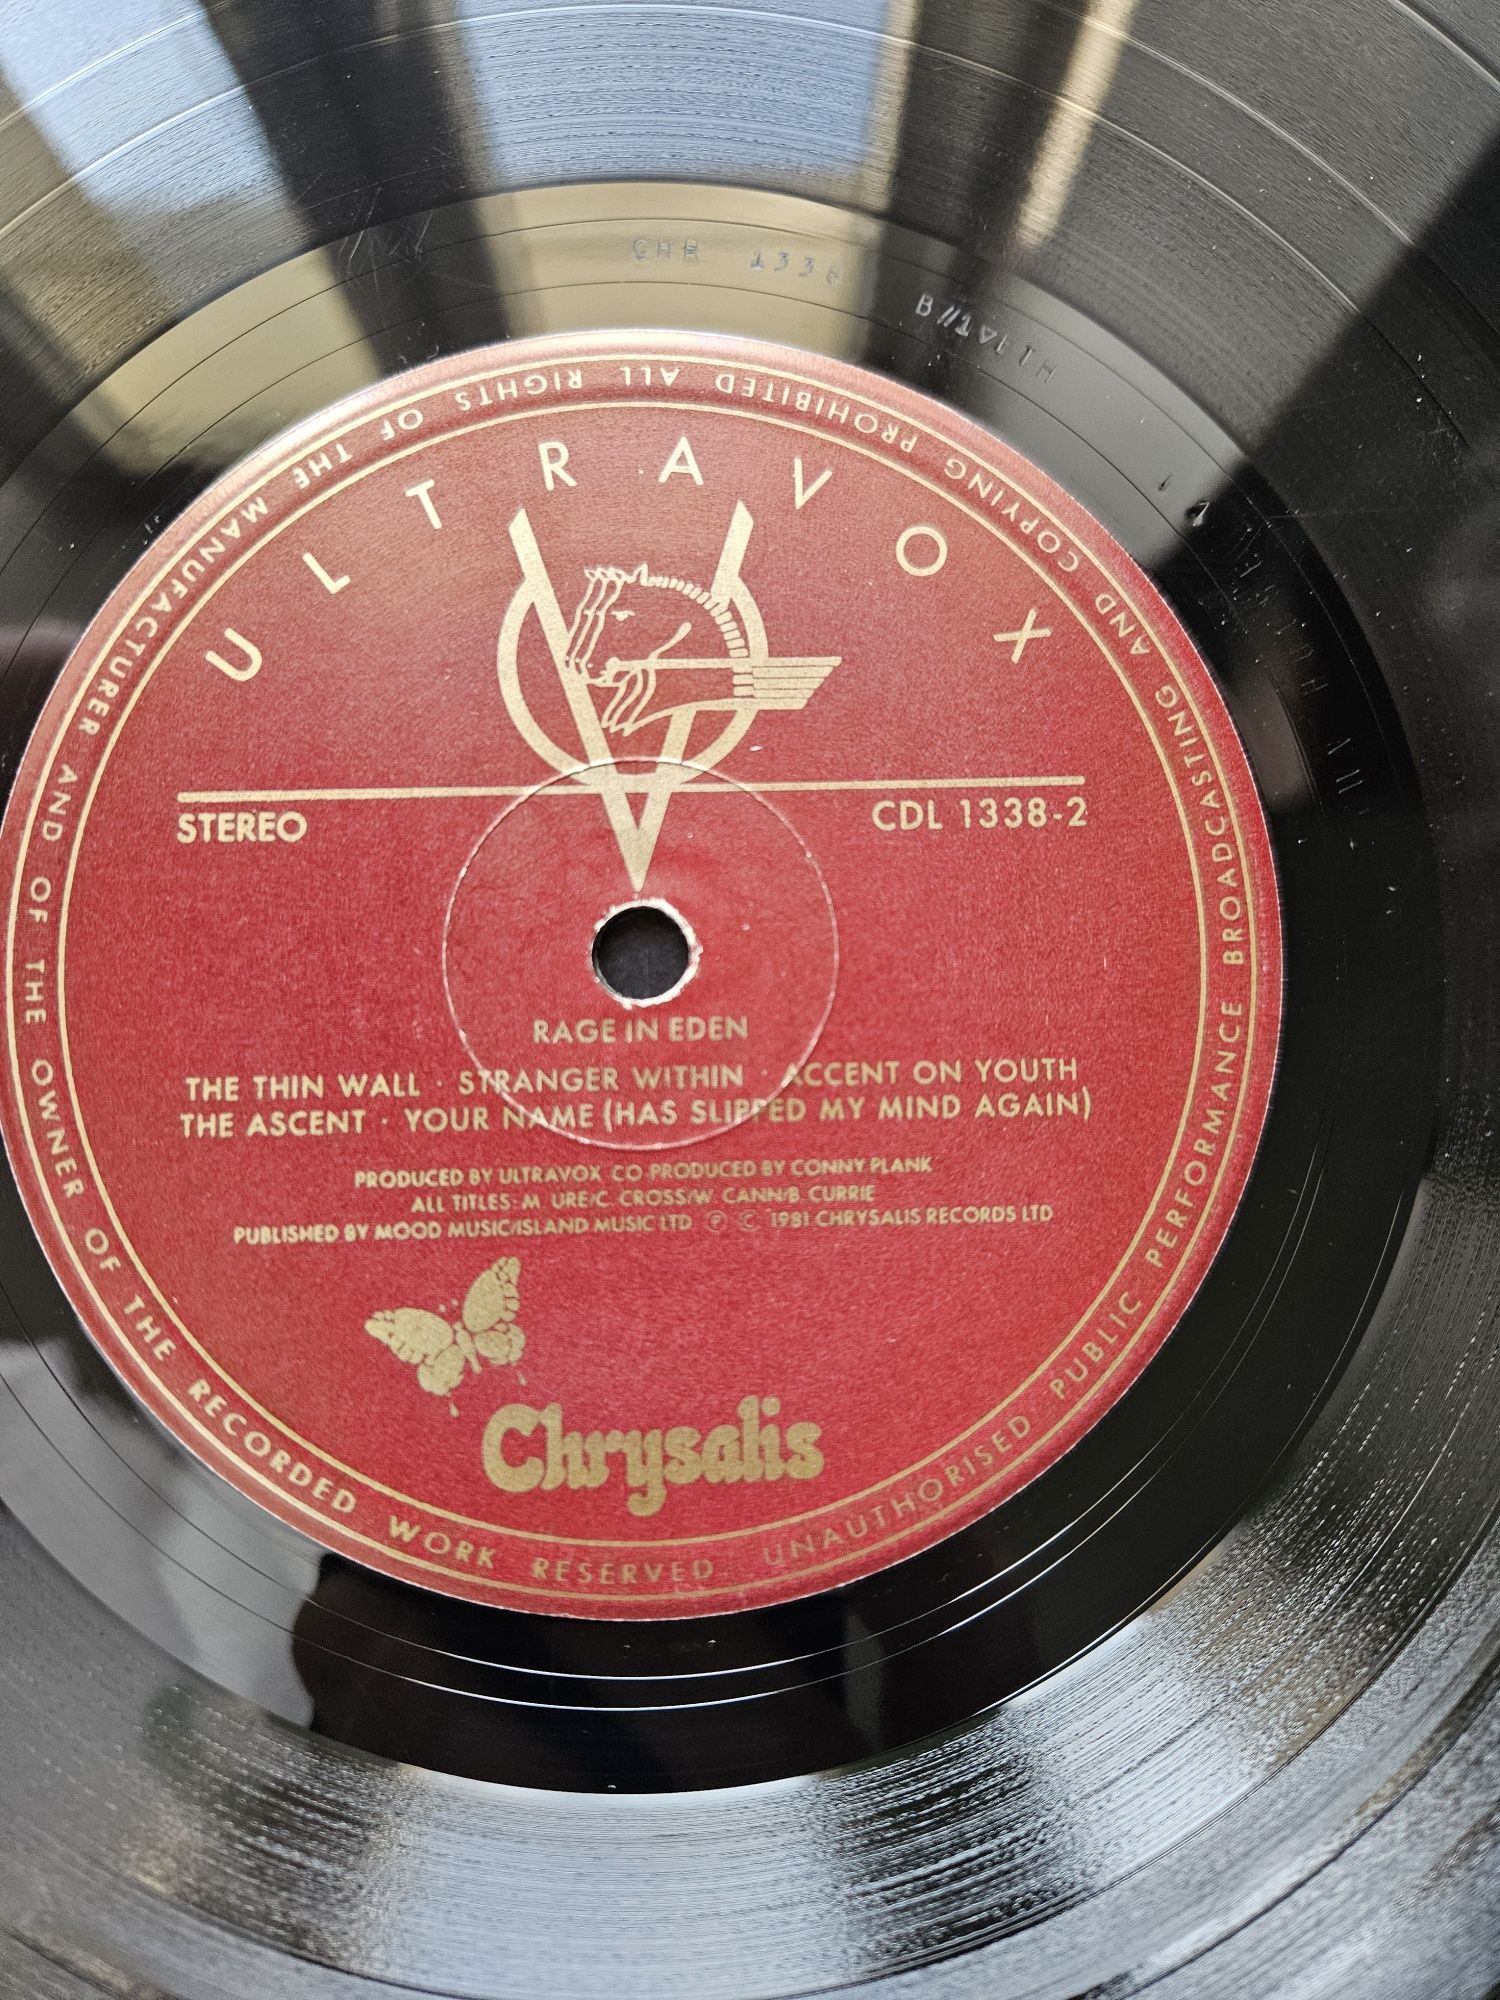 CHR 1338
ULTRAVOX
STEREO
CDL 1338-2
RAGE IN EDEN
THE THIN WALL · STRANGER WITHIN · ACCENT ON YOUTH
THE ASCENT · YOUR NAME (HAS SLIPPED MY MIND AGAIN)
PRODUCED BY ULTRAVOX CO-PRODUCED BY CONNY PLANK
ALL TITLES: M. URE/C. CROSS/W. CANN/B. CURRIE
PUBLISHED BY MOOD MUSIC/ISLAND MUSIC LTD ℗ © 1981 CHRYSALIS RECORDS LTD
Chrysalis
ALL RIGHTS OF THE MANUFACTURER AND OF THE OWNER OF THE RECORDED WORK RESERVED UNAUTHORISED PUBLIC PERFORMANCE BROADCASTING AND COPYING PROHIBITED